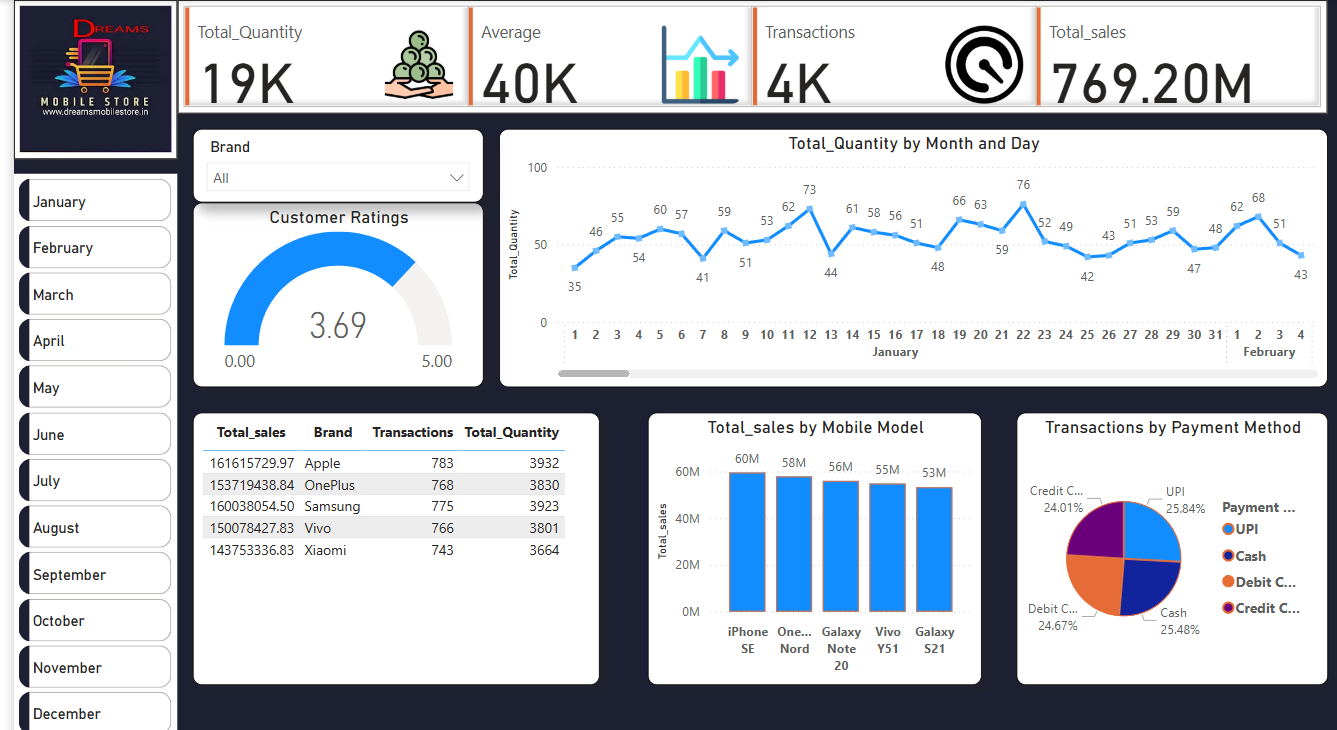 DREAMS
MOBILE STORE
www.dreamsmobilestore.in
Total_Quantity
19K
Average
40K
Transactions
4K
Total_sales
769.20M
January
February
March
April
May
June
July
August
September
October
November
December
Brand
All
Customer Ratings
3.69
0.00 5.00
Total_Quantity by Month and Day
Total_Quantity
100
50
0
35 46 55 54 60 57 41 59 51 53 62 73 44 61 58 56 51 48 66 63 59 76 52 49 42 43 51 53 59 47 48 62 68 51 43
1 2 3 4 5 6 7 8 9 10 11 12 13 14 15 16 17 18 19 20 21 22 23 24 25 26 27 28 29 30 31 1 2 3 4
January February
Total_sales Brand Transactions Total_Quantity
161615729.97 Apple 783 3932
153719438.84 OnePlus 768 3830
160038054.50 Samsung 775 3923
150078427.83 Vivo 766 3801
143753336.83 Xiaomi 743 3664
Total_sales by Mobile Model
Total_sales
60M
40M
20M
0M
60M 58M 56M 55M 53M
iPhone SE
One... Nord
Galaxy Note 20
Vivo Y51
Galaxy S21
Transactions by Payment Method
Credit C...
24.01%
UPI
25.84%
Debit C...
24.67%
Cash
25.48%
Payment ...
UPI
Cash
Debit C...
Credit C...